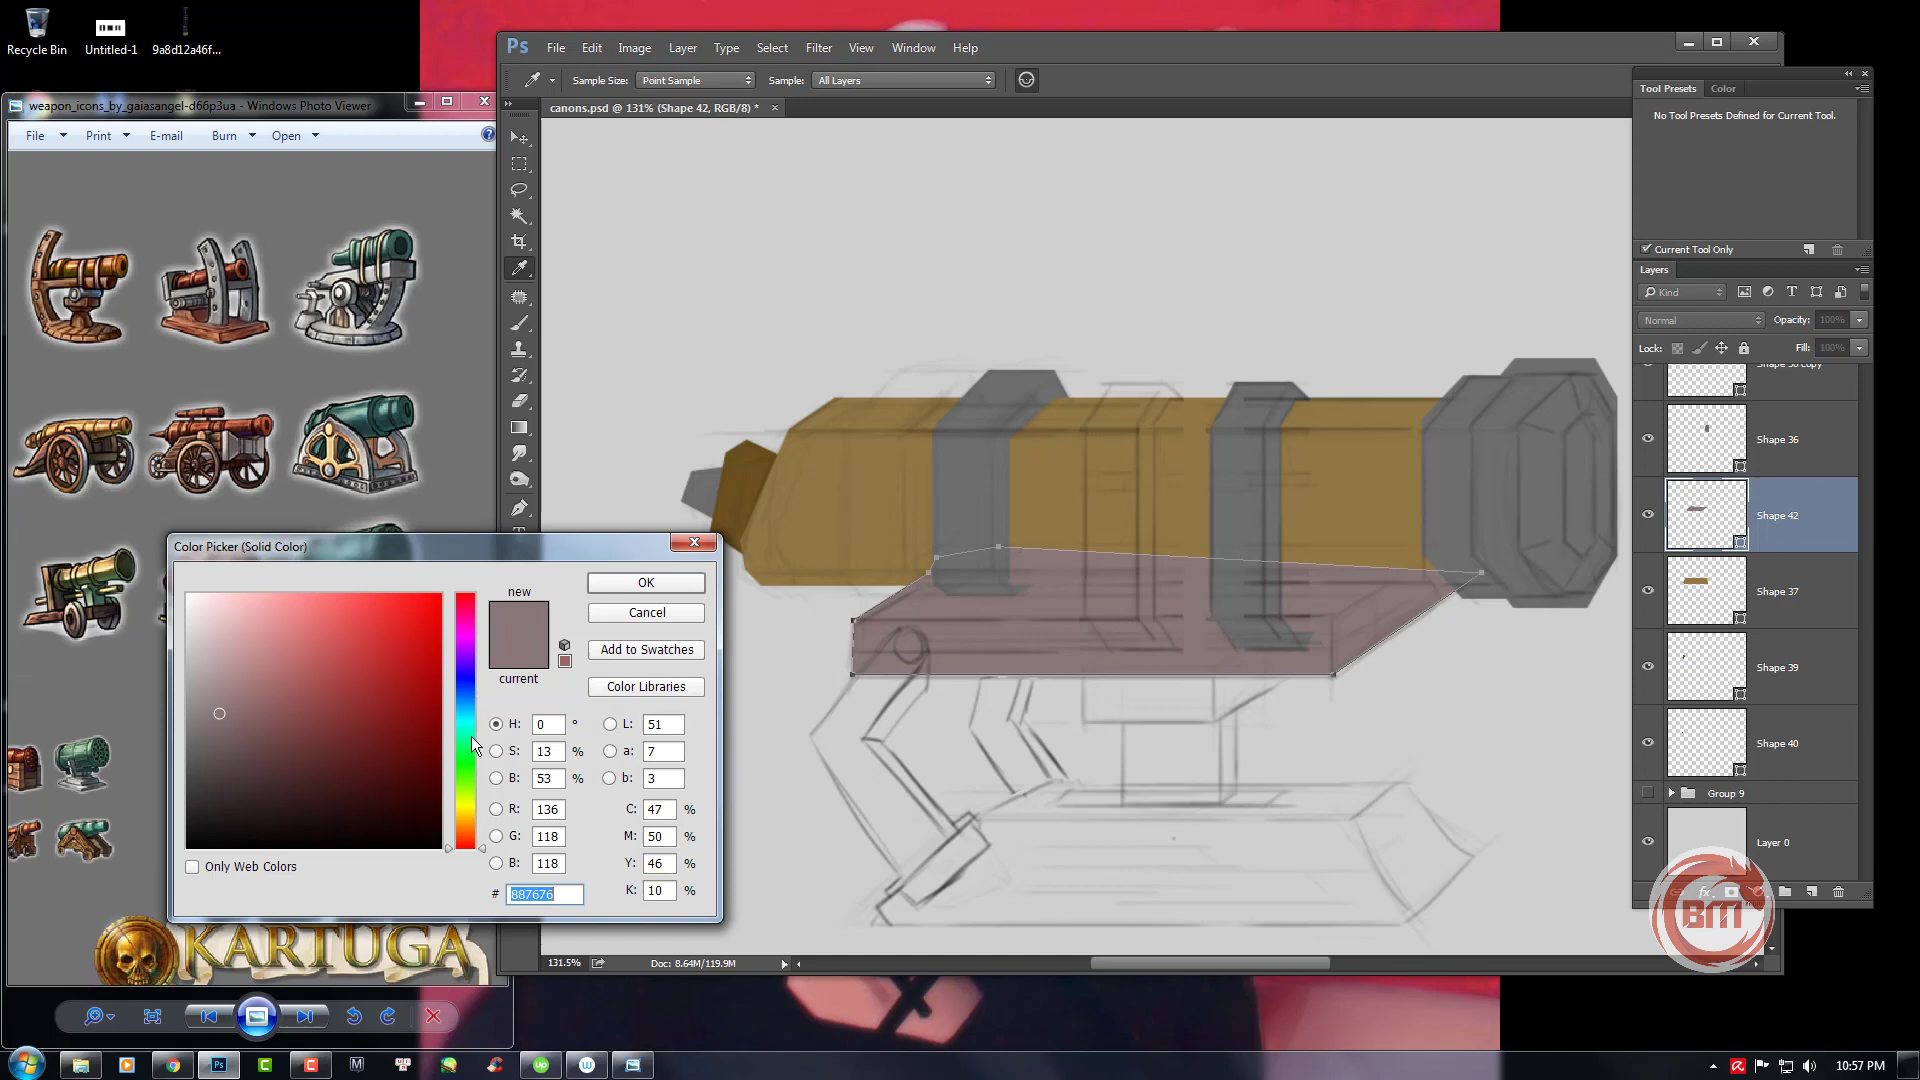 Recycle Bin
Untitled-1
9a8d12a46f...
weapon_icons_by_gaiasangel-d66p3ua - Windows Photo Viewer
File
Print
E-mail
Burn
Open
KARTUGA
Ps
File Edit Image Layer Type Select Filter View Window Help
Sample Size: Point Sample
Sample: All Layers
canons.psd @ 131% (Shape 42, RGB/8) *
Color Picker (Solid Color)
new
current
OK
Cancel
Add to Swatches
Color Libraries
H: 0 °
S: 13 %
B: 53 %
R: 136
G: 118
B: 118
# 887676
L: 51
a: 7
b: 3
C: 47 %
M: 50 %
Y: 46 %
K: 10 %
Only Web Colors
131.5%
Doc: 8.64M/119.9M
Tool Presets
Color
No Tool Presets Defined for Current Tool.
Current Tool Only
Layers
Kind
Normal
Opacity: 100%
Lock:
Fill: 100%
Shape 36
Shape 42
Shape 37
Shape 39
Shape 40
Group 9
Layer 0
fx
BM
Ps
M
up
W
10:57 PM